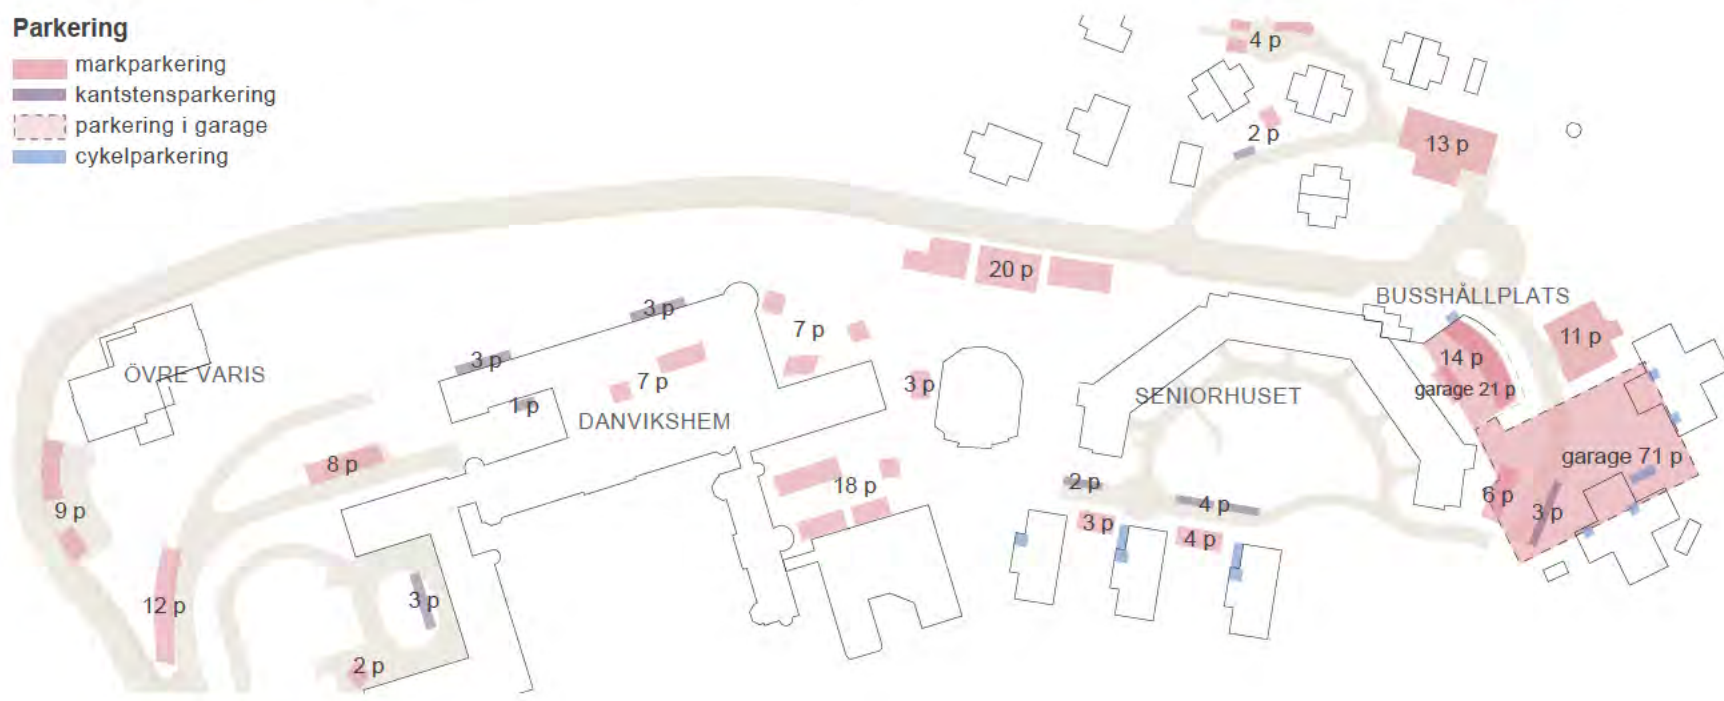 Parkering
markparkering
kantstensparkering
parkering i garage
cykelparkering
4 p
2 p
13 p
20 p
BUSSHÅLLPLATS
3 p
7 p
11 p
3 p
7 p
14 p
garage 21 p
ÖVRE VARIS
1 p
DANVIKSHEM
3 p
SENIORHUSET
8 p
18 p
garage 71 p
9 p
2 p
4 p
6 p
3 p
3 p
4 p
12 p
3 p
2 p